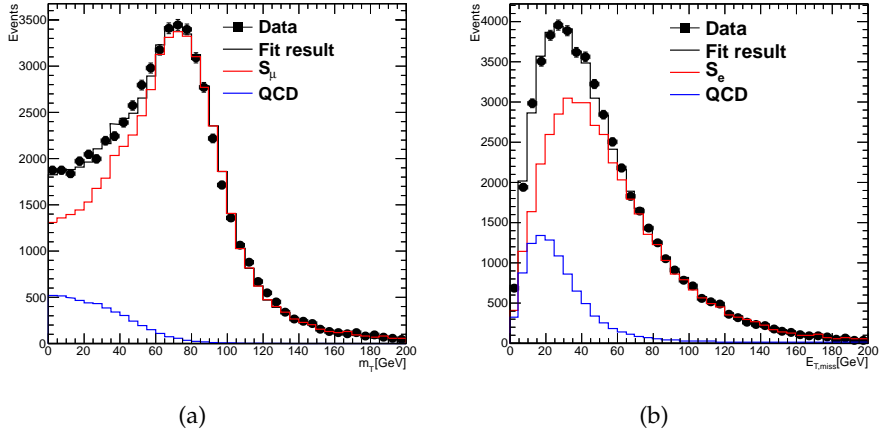 Events
3500
3000
2500
2000
1500
1000
500
0
0 20 40 60 80 100 120 140 160 180 200
m_T[GeV]
Data
Fit result
S_μ
QCD
(a)
Events
4000
3500
3000
2500
2000
1500
1000
500
0
0 20 40 60 80 100 120 140 160 180 200
E_T,miss[GeV]
Data
Fit result
S_e
QCD
(b)